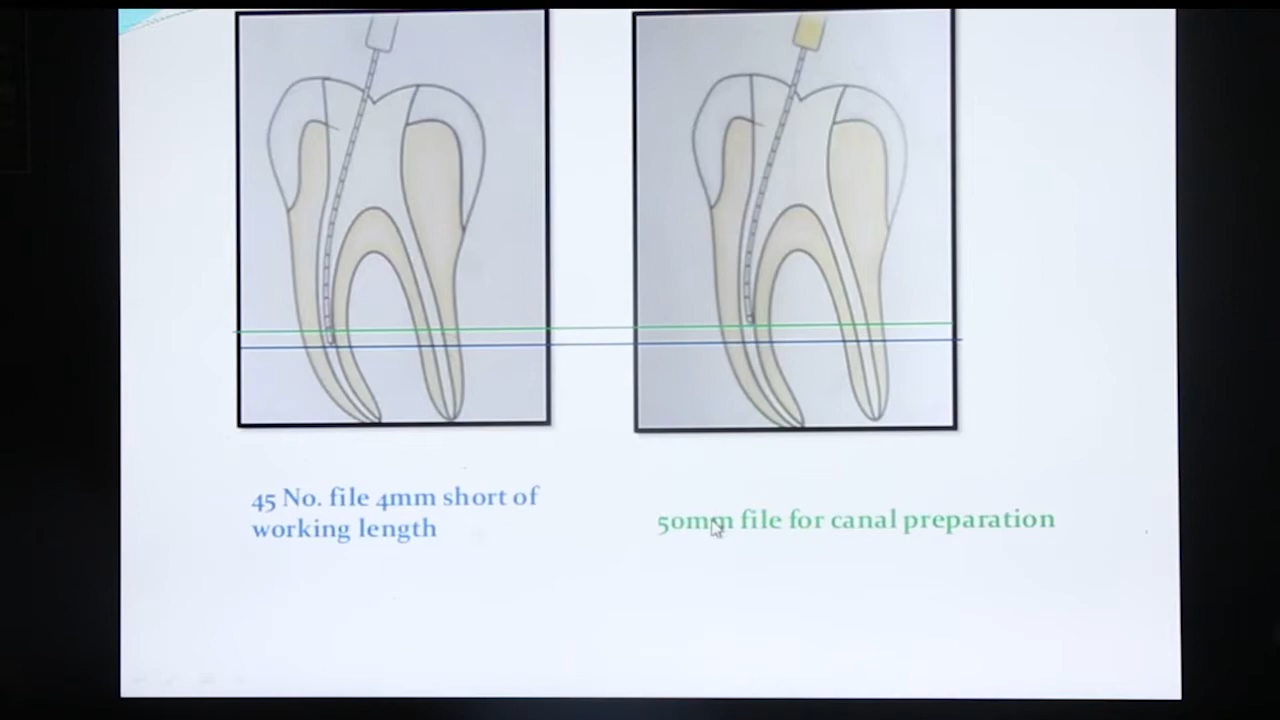 45 No. file 4mm short of
working length
50mm file for canal preparation